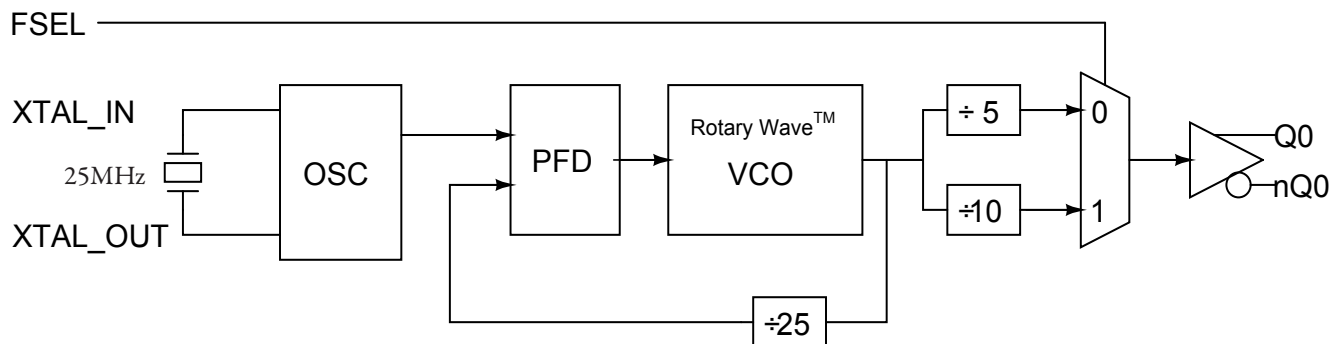 FSEL
XTAL_IN
25MHz
XTAL_OUT
OSC
PFD
Rotary Wave™
VCO
÷ 5
÷10
÷25
0
1
Q0
nQ0